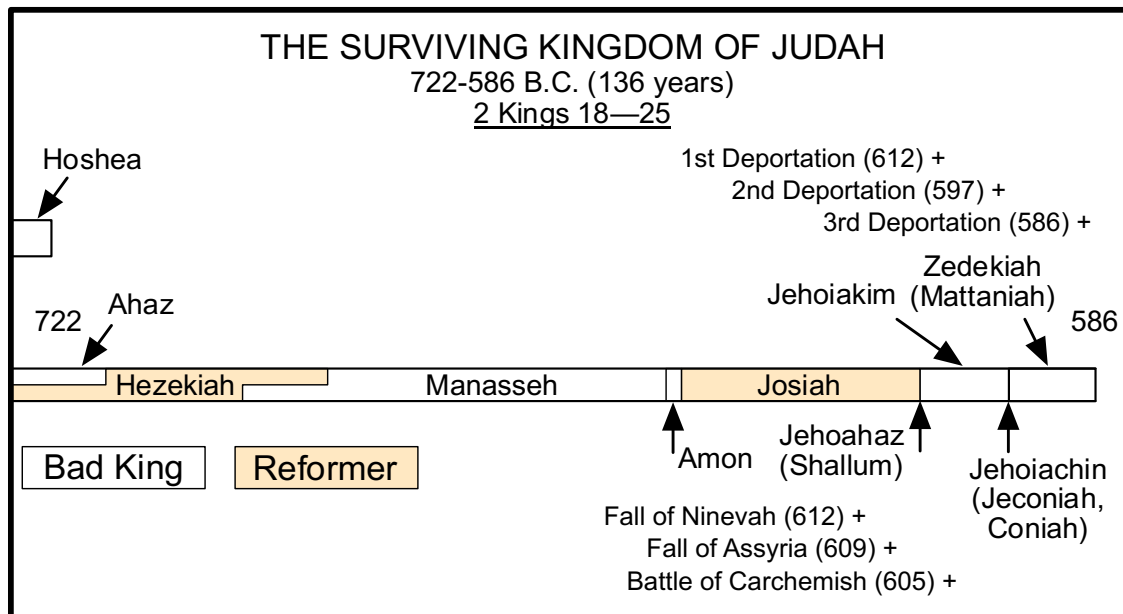 THE SURVIVING KINGDOM OF JUDAH
722-586 B.C. (136 years)
2 Kings 18—25
Hoshea
1st Deportation (612) +
2nd Deportation (597) +
3rd Deportation (586) +
Zedekiah
(Mattaniah)
Jehoiakim
Ahaz
722
586
Hezekiah
Manasseh
Josiah
Bad King
Reformer
Amon
Jehoahaz
(Shallum)
Jehoiachin
(Jeconiah,
Coniah)
Fall of Ninevah (612) +
Fall of Assyria (609) +
Battle of Carchemish (605) +